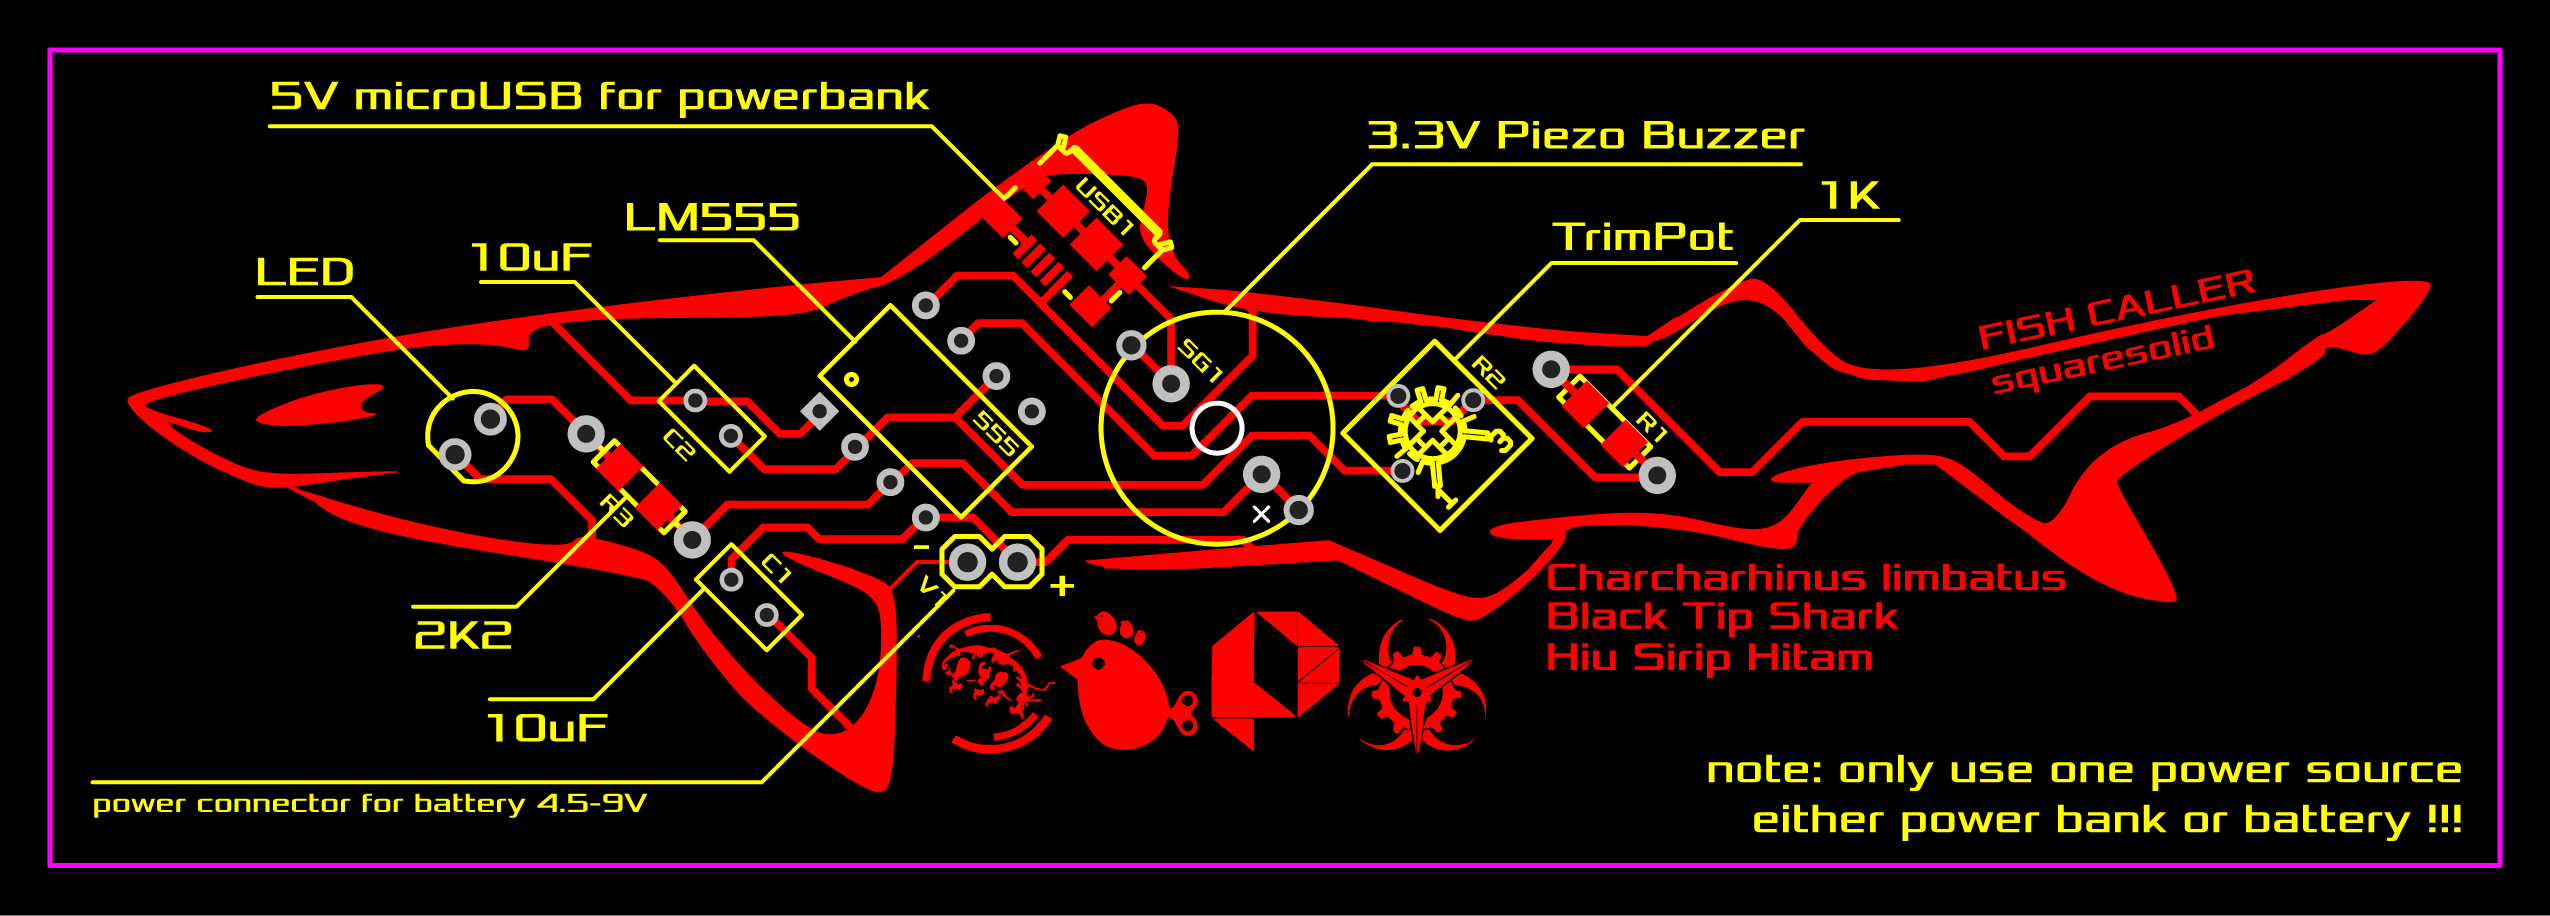 5V microUSB for powerbank
3.3V Piezo Buzzer
1K
LM555
TrimPot
10uF
LED
USB1
FISH CALLER
squaresolid
SG1
R2
555
C2
R1
3
1
R3
C1
-
+
V1
2K2
10uF
power connector for battery 4.5-9V
Charcharhinus limbatus
Black Tip Shark
Hiu Sirip Hitam
note: only use one power source
either power bank or battery !!!